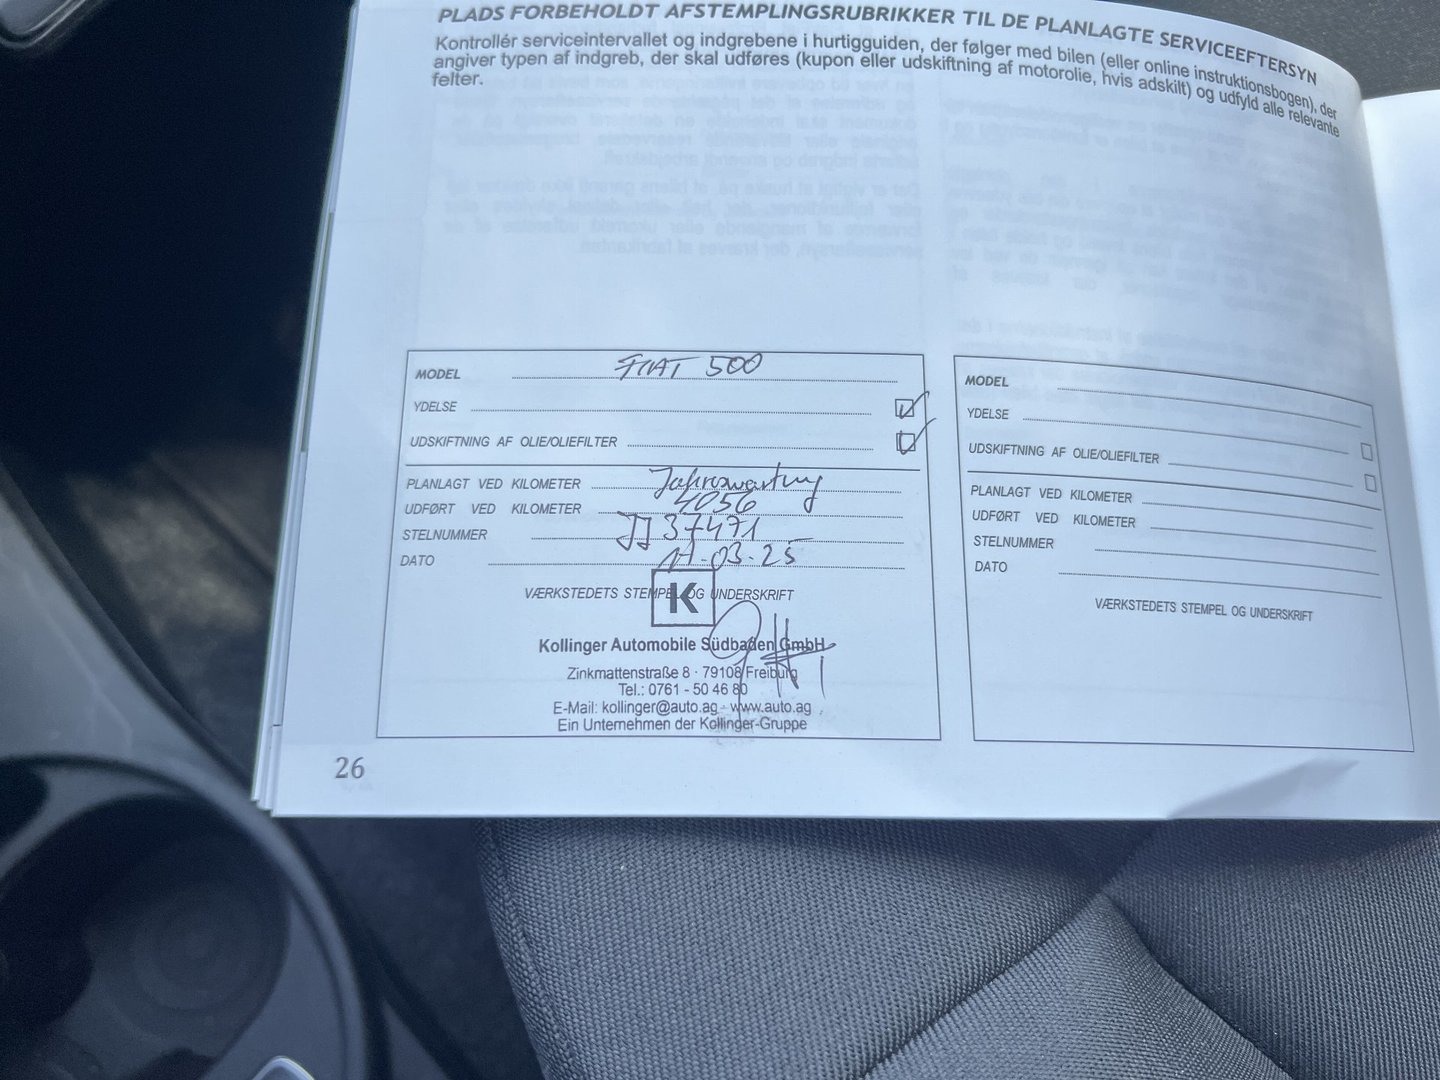 PLADS FORBEHOLDT AFSTEMPLINGSRUBRIKKER TIL DE PLANLAGTE SERVICEEFTERSYN
Kontrollér serviceintervallet og indgrebene i hurtigguiden, der følger med bilen (eller online instruktionsbogen), der
angiver typen af indgreb, der skal udføres (kupon eller udskiftning af motorolie, hvis adskilt) og udfyld alle relevante
felter.
MODEL FIAT 500
YDELSE
UDSKIFTNING AF OLIE/OLIEFILTER
PLANLAGT VED KILOMETER Jahreswartung
UDFØRT VED KILOMETER 4056
STELNUMMER JJ37471
DATO 17.03.25
VÆRKSTEDETS STEMPEL OG UNDERSKRIFT
K
Kollinger Automobile Südbaden GmbH
Zinkmattenstraße 8 · 79108 Freiburg
Tel.: 0761 - 50 46 80
E-Mail: kollinger@auto.ag · www.auto.ag
Ein Unternehmen der Kollinger-Gruppe
MODEL
YDELSE
UDSKIFTNING AF OLIE/OLIEFILTER
PLANLAGT VED KILOMETER
UDFØRT VED KILOMETER
STELNUMMER
DATO
VÆRKSTEDETS STEMPEL OG UNDERSKRIFT
26